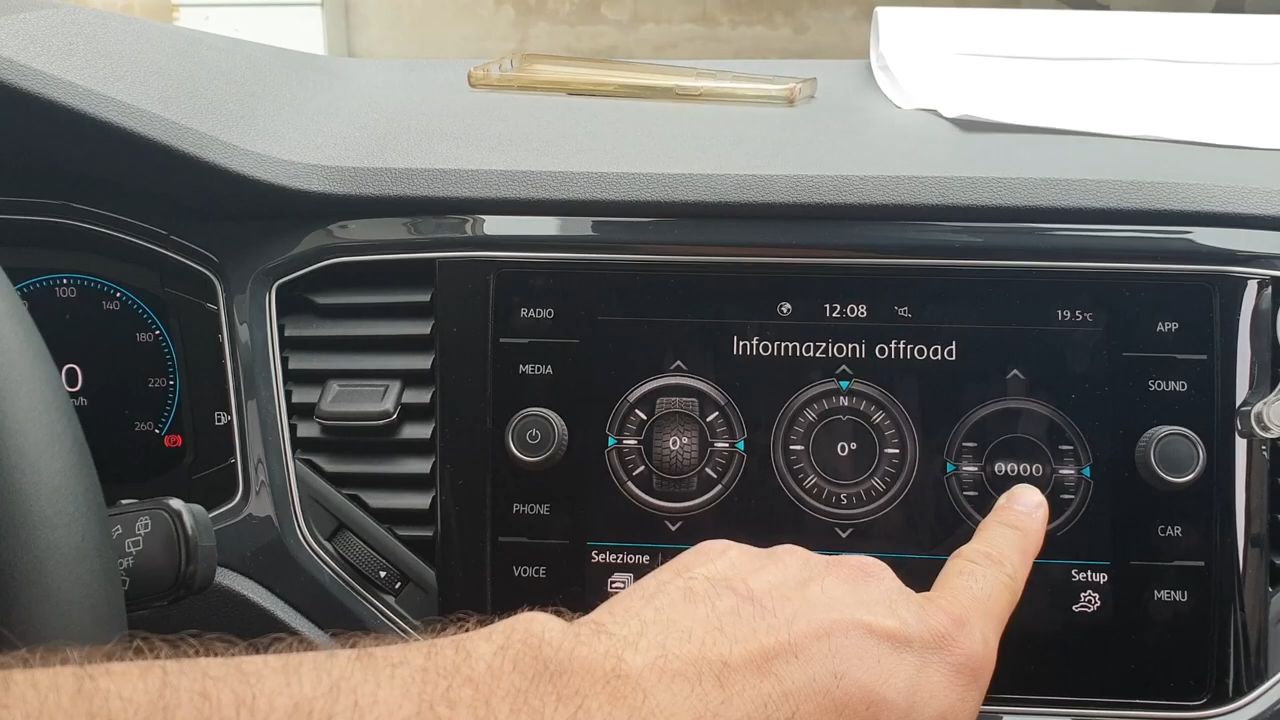 100
140
180
220
260
0
OFF
RADIO
MEDIA
PHONE
VOICE
12:08
19.5°C
Informazioni offroad
0°
N
0°
S
0000
Selezione
Setup
APP
SOUND
CAR
MENU